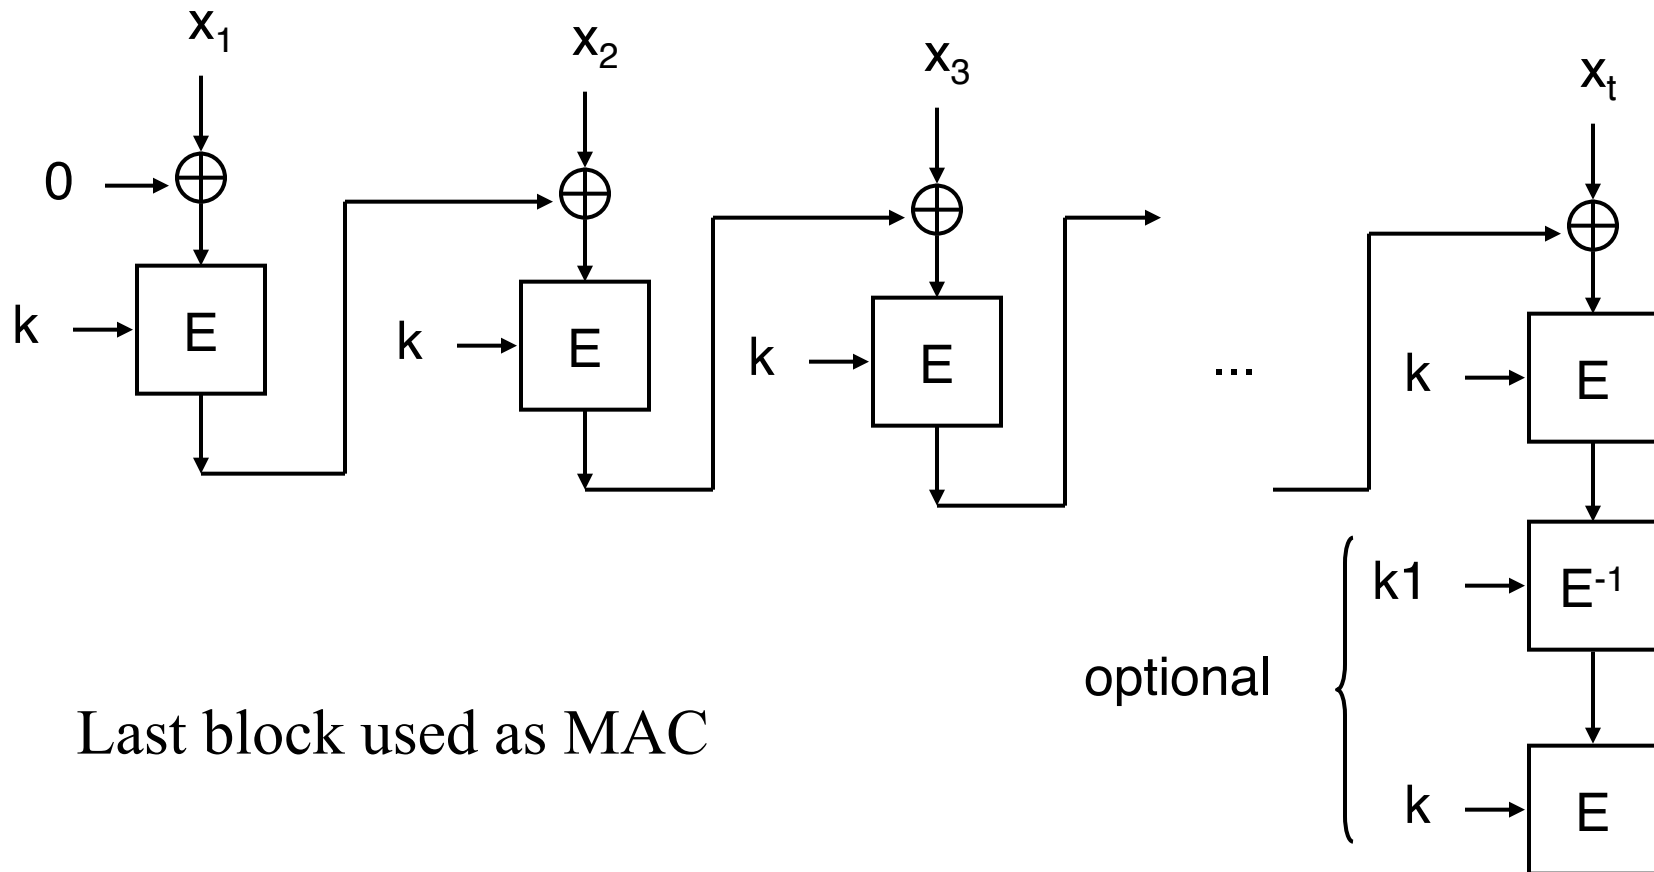 x₁
x₂
x₃
xₜ
0
k
E
k
E
k
E
...
k
E
k1
E⁻¹
optional
Last block used as MAC
k
E